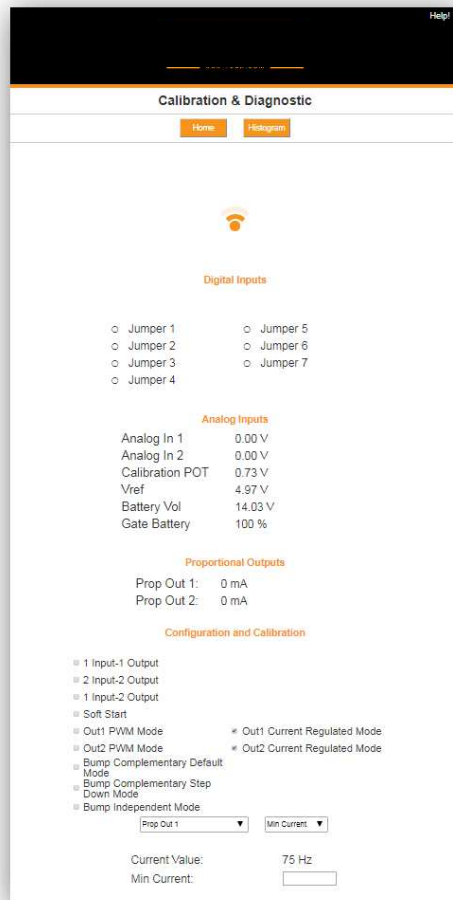 Help!
Calibration & Diagnostic
Home Histogram
Digital Inputs
Jumper 1 Jumper 5
Jumper 2 Jumper 6
Jumper 3 Jumper 7
Jumper 4
Analog Inputs
Analog In 1 0.00 V
Analog In 2 0.00 V
Calibration POT 0.73 V
Vref 4.97 V
Battery Vol 14.03 V
Gate Battery 100 %
Proportional Outputs
Prop Out 1: 0 mA
Prop Out 2: 0 mA
Configuration and Calibration
1 Input-1 Output
2 Input-2 Output
1 Input-2 Output
Soft Start
Out1 PWM Mode Out1 Current Regulated Mode
Out2 PWM Mode Out2 Current Regulated Mode
Bump Complementary Default
Mode
Bump Complementary Step
Down Mode
Bump Independent Mode
Prop Out 1 Min Current
Current Value: 75 Hz
Min Current: